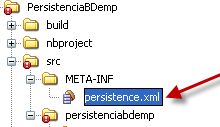 PersistenciaBDemp
build
nbproject
src
META-INF
persistence.xml
persistenciabdemp